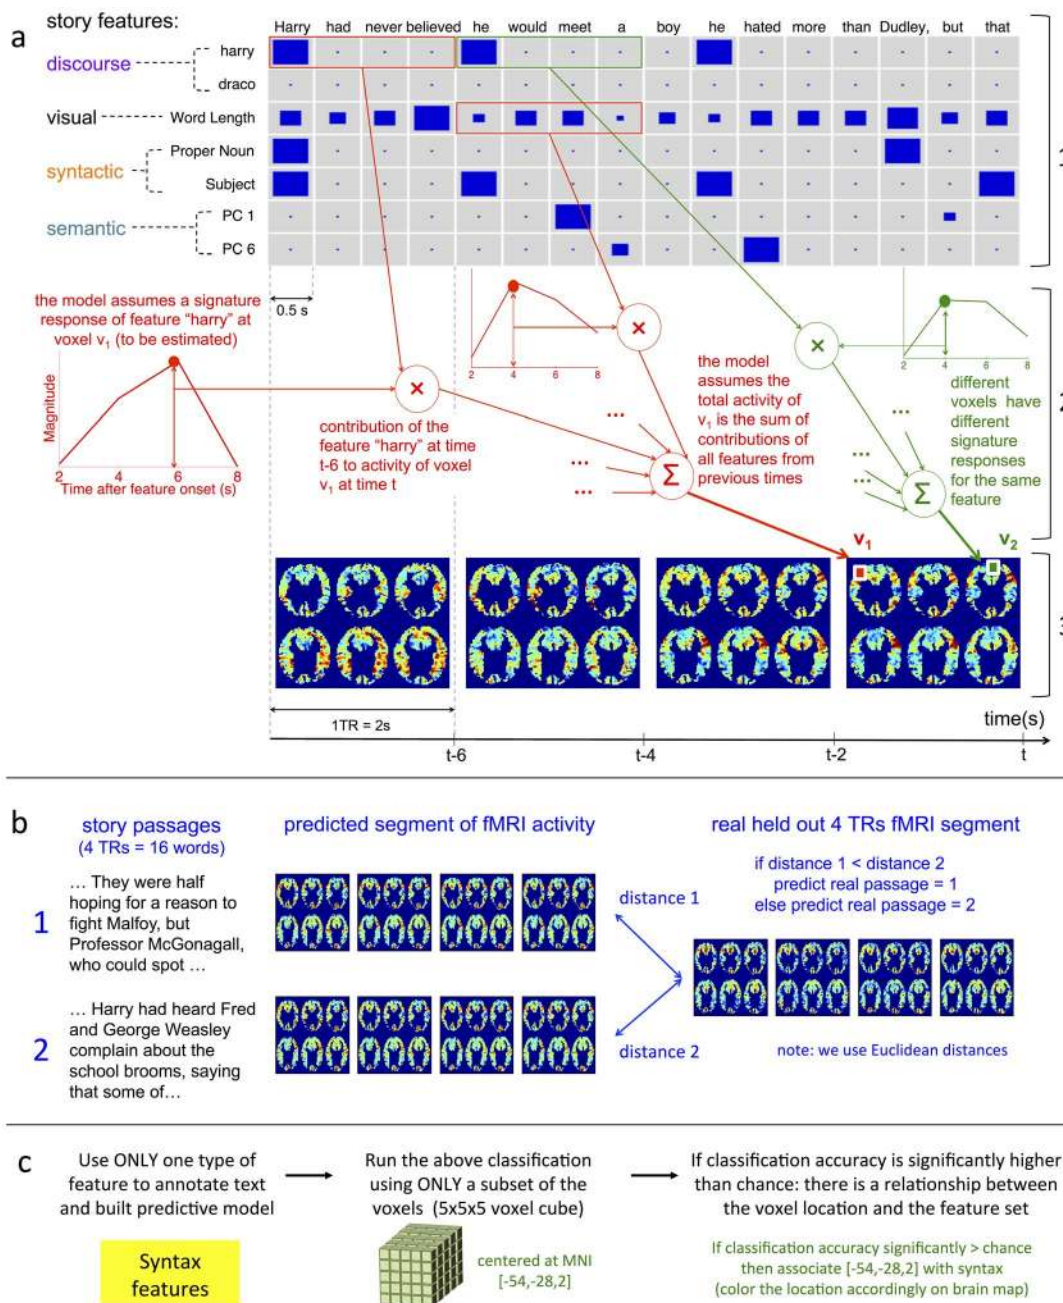 story features:
Harry had never believed he would meet a boy he hated more than Dudley, but that
a
discourse
harry
draco
visual
Word Length
syntactic
Proper Noun
Subject
semantic
PC 1
PC 6
1
0.5 s
the model assumes a signature
response of feature “harry” at
voxel v1 (to be estimated)
Magnitude
2 4 6 8
Time after feature onset (s)
×
contribution of the
feature “harry” at time
t-6 to activity of voxel
v1 at time t
2 4 6 8
×
...
...
...
Σ
the model
assumes the
total activity of
v1 is the sum of
contributions of
all features from
previous times
×
2 4 6 8
different
voxels have
different
signature
responses
for the same
feature
...
...
...
Σ
2
v1
v2
3
1TR = 2s
time(s)
t-6 t-4 t-2 t
b
story passages
(4 TRs = 16 words)
predicted segment of fMRI activity
real held out 4 TRs fMRI segment
1
... They were half
hoping for a reason to
fight Malfoy, but
Professor McGonagall,
who could spot ...
2
... Harry had heard Fred
and George Weasley
complain about the
school brooms, saying
that some of...
distance 1
distance 2
if distance 1 < distance 2
predict real passage = 1
else predict real passage = 2
note: we use Euclidean distances
c
Use ONLY one type of
feature to annotate text
and built predictive model
Syntax
features
Run the above classification
using ONLY a subset of the
voxels (5x5x5 voxel cube)
centered at MNI
[-54,-28,2]
If classification accuracy is significantly higher
than chance: there is a relationship between
the voxel location and the feature set
If classification accuracy significantly > chance
then associate [-54,-28,2] with syntax
(color the location accordingly on brain map)